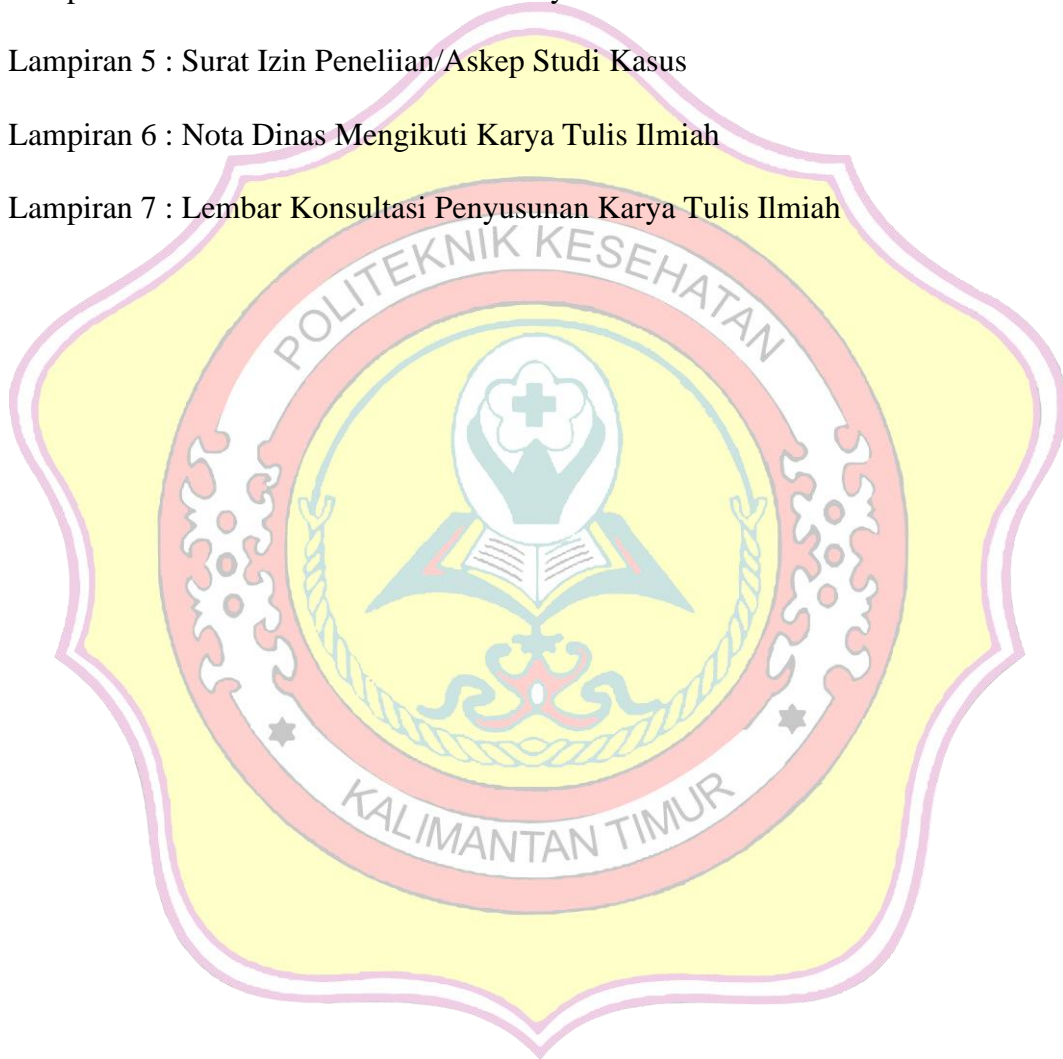 Lampiran 5 : Surat Izin Peneliian/Askep Studi Kasus
Lampiran 6 : Nota Dinas Mengikuti Karya Tulis Ilmiah
Lampiran 7 : Lembar Konsultasi Penyusunan Karya Tulis Ilmiah
POLITEKNIK KESEHATAN
KALIMANTAN TIMUR